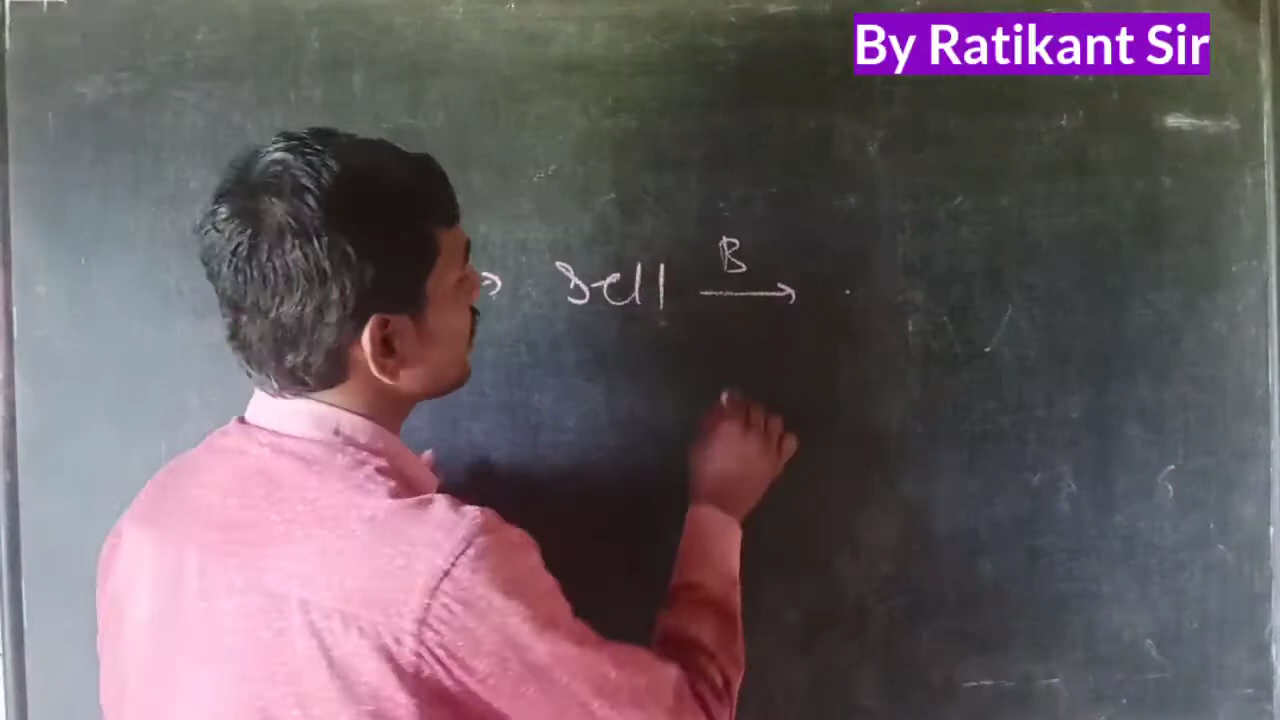 By Ratikant Sir
B
→ Sell →